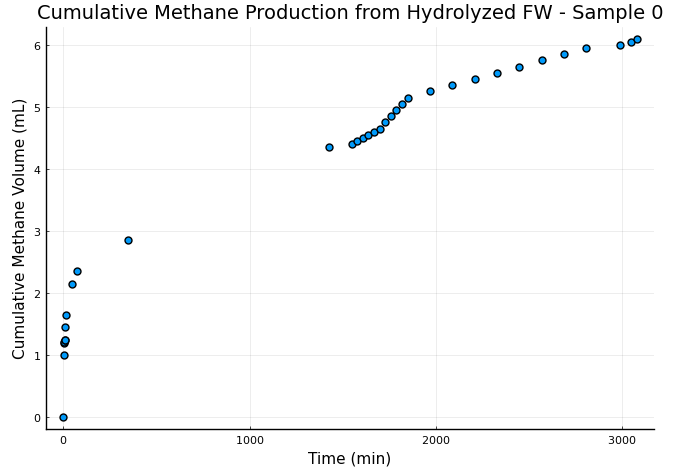 Cumulative Methane Production from Hydrolyzed FW - Sample 0
Cumulative Methane Volume (mL)
6
5
4
3
2
1
0
0 1000 2000 3000
Time (min)